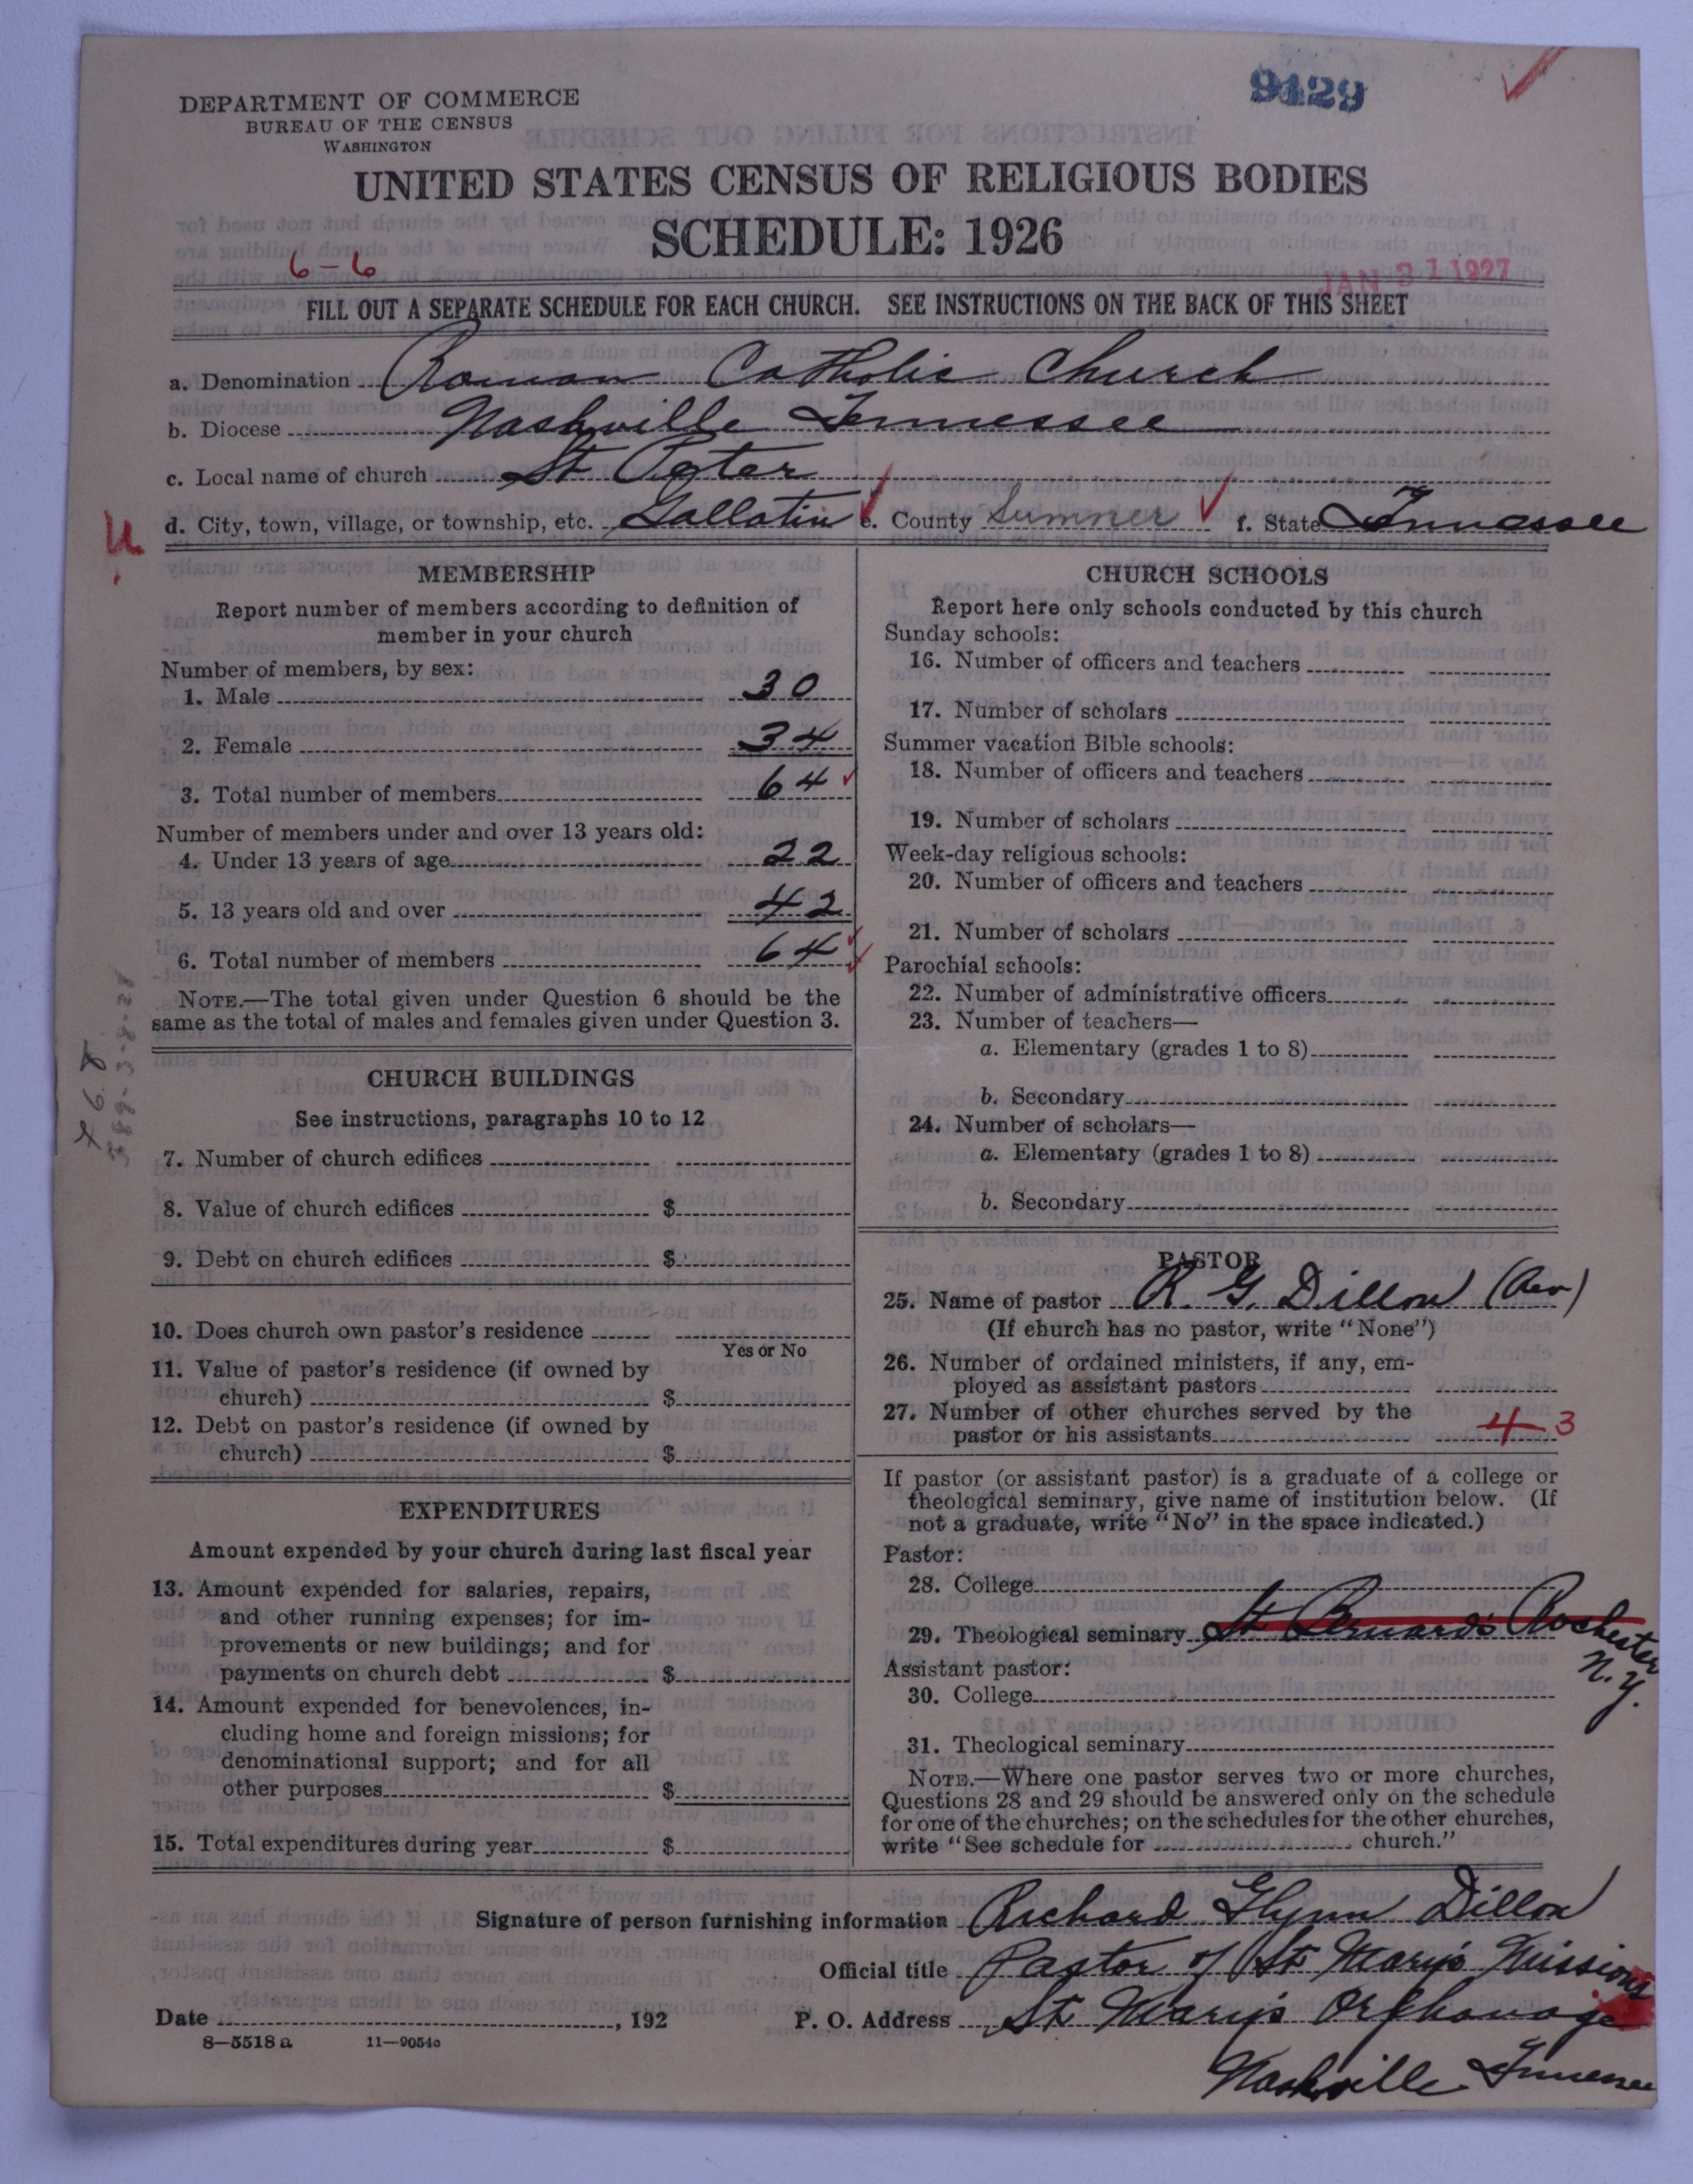 9429
DEPARTMENT OF COMMERCE
BUREAU OF THE CENSUS
WASHINGTON
UNITED STATES CENSUS OF RELIGIOUS BODIES
SCHEDULE: 1926
6-6
JAN 31 1927
FILL OUT A SEPARATE SCHEDULE FOR EACH CHURCH. SEE INSTRUCTIONS ON THE BACK OF THIS SHEET
a. Denomination Roman Catholic Church
b. Diocese Nashville Tennessee
c. Local name of church St Peter
d. City, town, village, or township, etc. Gallatin e. County Sumner f. State Tennessee
MEMBERSHIP
Report number of members according to definition of
member in your church
Number of members, by sex:
1. Male 30
2. Female 34
3. Total number of members 64
Number of members under and over 13 years old:
4. Under 13 years of age 22
5. 13 years old and over 42
6. Total number of members 64
NOTE.—The total given under Question 6 should be the
same as the total of males and females given under Question 3.
CHURCH BUILDINGS
See instructions, paragraphs 10 to 12
7. Number of church edifices
8. Value of church edifices $
9. Debt on church edifices $
10. Does church own pastor's residence
Yes or No
11. Value of pastor's residence (if owned by
church) $
12. Debt on pastor's residence (if owned by
church) $
EXPENDITURES
Amount expended by your church during last fiscal year
13. Amount expended for salaries, repairs,
and other running expenses; for im-
provements or new buildings; and for
payments on church debt $
14. Amount expended for benevolences, in-
cluding home and foreign missions; for
denominational support; and for all
other purposes $
15. Total expenditures during year $
CHURCH SCHOOLS
Report here only schools conducted by this church
Sunday schools:
16. Number of officers and teachers
17. Number of scholars
Summer vacation Bible schools:
18. Number of officers and teachers
19. Number of scholars
Week-day religious schools:
20. Number of officers and teachers
21. Number of scholars
Parochial schools:
22. Number of administrative officers
23. Number of teachers—
a. Elementary (grades 1 to 8)
b. Secondary
24. Number of scholars—
a. Elementary (grades 1 to 8)
b. Secondary
PASTOR
25. Name of pastor R. G. Dillon (Rev)
(If church has no pastor, write "None")
26. Number of ordained ministers, if any, em-
ployed as assistant pastors
27. Number of other churches served by the
pastor or his assistants 4 3
If pastor (or assistant pastor) is a graduate of a college or
theological seminary, give name of institution below. (If
not a graduate, write "No" in the space indicated.)
Pastor:
28. College
29. Theological seminary St Bernard's Rochester
N.Y.
Assistant pastor:
30. College
31. Theological seminary
NOTE.—Where one pastor serves two or more churches,
Questions 28 and 29 should be answered only on the schedule
for one of the churches; on the schedules for the other churches,
write "See schedule for church."
Signature of person furnishing information Richard Glynn Dillon
Official title Pastor of St Mary's Missions
Date , 192 P. O. Address St Mary's Orphanage
Nashville Tennessee
8-5518 a 11-9054c